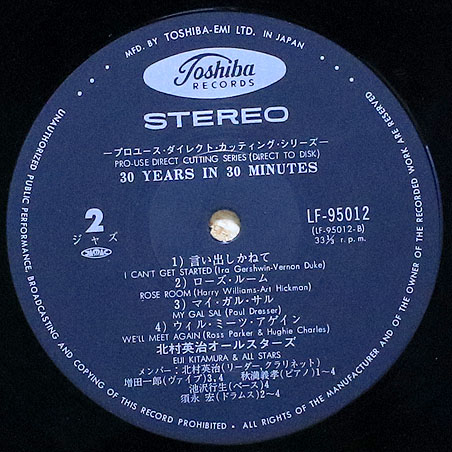 MFD. BY TOSHIBA-EMI LTD. IN JAPAN
Toshiba
RECORDS
STEREO
―プロユース・ダイレクト・カッティング・シリーズ―
PRO-USE DIRECT CUTTING SERIES (DIRECT TO DISK)
30 YEARS IN 30 MINUTES
2
ジャズ
LF-95012
(LF-95012-B)
33⅓ r. p. m.
1) 言い出しかねて
I CAN'T GET STARTED (Ira Gershwin-Vernon Duke)
2) ローズ・ルーム
ROSE ROOM (Harry Williams-Art Hickman)
3) マイ・ガル・サル
MY GAL SAL (Paul Dresser)
4) ウィル・ミーツ・アゲイン
WE'LL MEET AGAIN (Ross Parker & Hughie Charles)
北村英治オールスターズ
EIJI KITAMURA & ALL STARS
メンバー: 北村英治(リーダー クラリネット)
増田一郎(ヴァイブ)3, 4 秋満義孝(ピアノ)1~4
池沢行生(ベース)4
須永 宏(ドラムス)2~4
UNAUTHORIZED PUBLIC PERFORMANCE, BROADCASTING AND COPYING OF THIS RECORD PROHIBITED • ALL RIGHTS OF THE MANUFACTURER AND OF THE OWNER OF THE RECORDED WORK ARE RESERVED